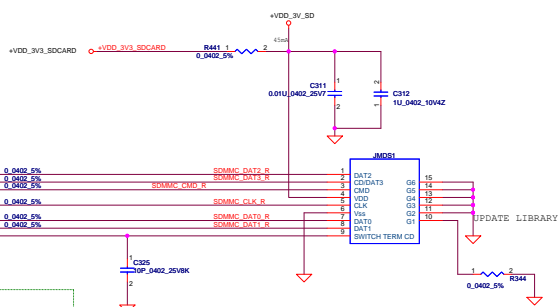 +VDD_3V_SD
45mA
+VDD_3V3_SDCARD +VDD_3V3_SDCARD R441 1 2
0_0402_5%
C311 1 2
0.01U_0402_25V7
2 C312 1
1U_0402_10V4Z
JMDS1
0_0402_5% SDMMC_DAT2_R 1 DAT2 G6 15
0_0402_5% SDMMC_DAT3_R 2 CD/DAT3 G5 14
0_0402_5% SDMMC_CMD_R 3 CMD G4 13
4 VDD G3 12
0_0402_5% SDMMC_CLK_R 5 CLK G2 11
6 Vss G1 10
0_0402_5% SDMMC_DAT0_R 7 DAT0
0_0402_5% SDMMC_DAT1_R 8 DAT1
9 SWITCH TERM CD
UPDATE LIBRARY
1 C325 2
10P_0402_25V8K
1 2 R344
0_0402_5%